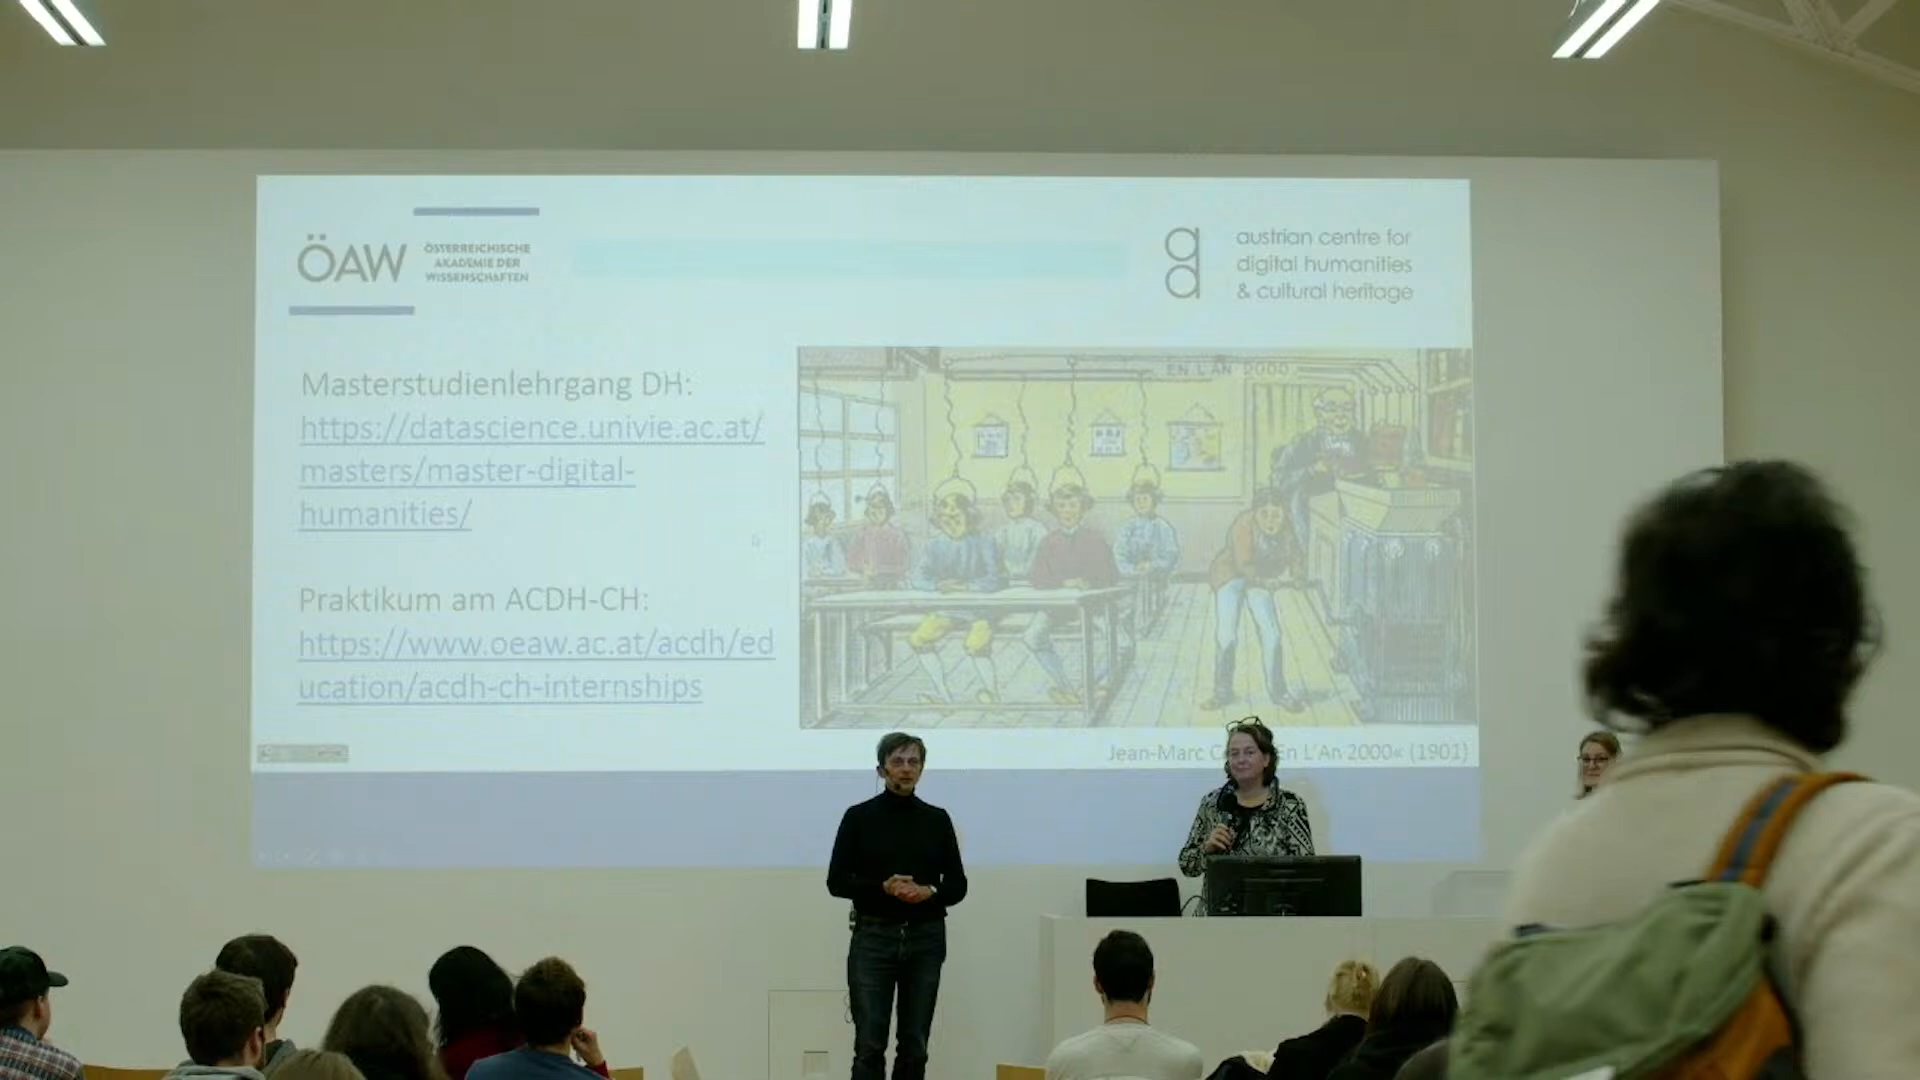 ÖAW
ÖSTERREICHISCHE
AKADEMIE DER
WISSENSCHAFTEN
austrian centre for
digital humanities
& cultural heritage
Masterstudienlehrgang DH:
https://datascience.univie.ac.at/
masters/master-digital-
humanities/
Praktikum am ACDH-CH:
https://www.oeaw.ac.at/acdh/ed
ucation/acdh-ch-internships
EN L'AN 2000
Jean-Marc En L'An 2000« (1901)